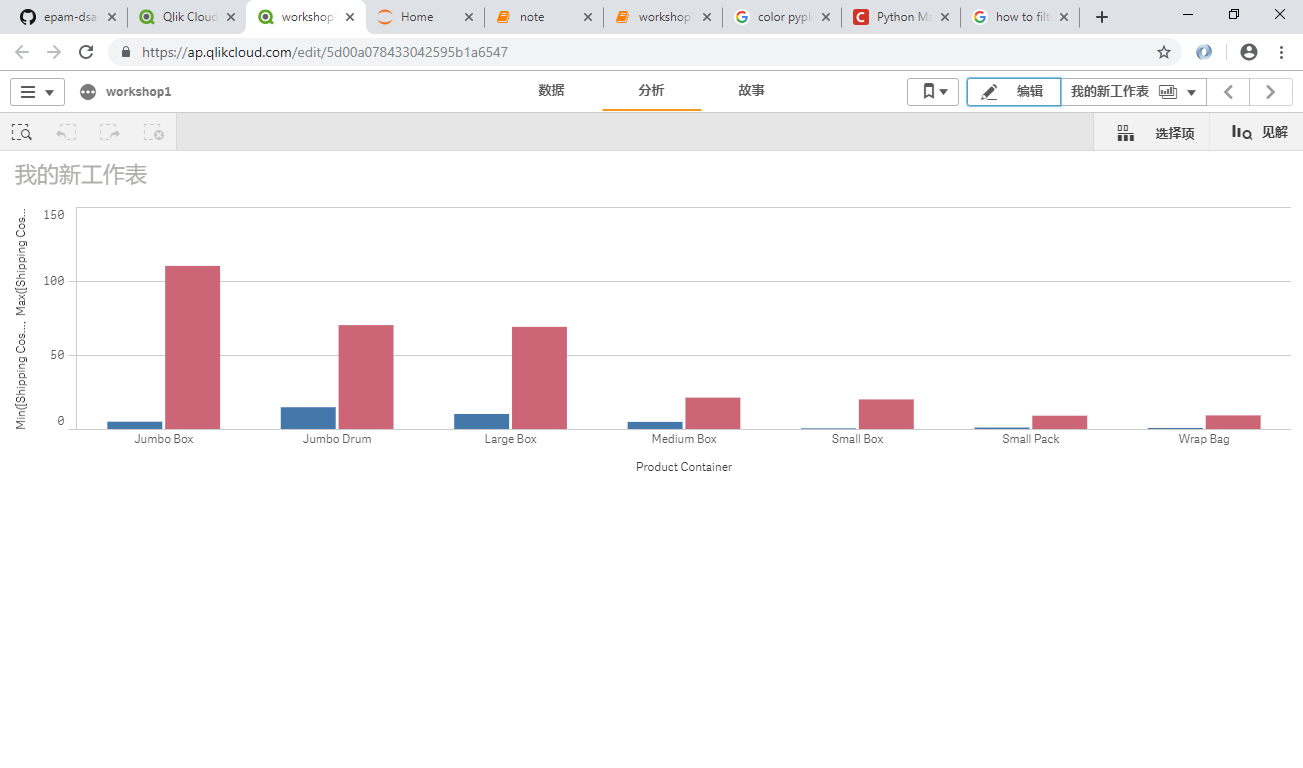 epam-dsa
Qlik Cloud
workshop
Home
note
workshop
color pypl
Python Ma
how to filt
https://ap.qlikcloud.com/edit/5d00a078433042595b1a6547
workshop1
数据
分析
故事
编辑
我的新工作表
选择项
见解
我的新工作表
Min([Shipping Cos..., Max([Shipping Cos...
150
100
50
0
Jumbo Box
Jumbo Drum
Large Box
Medium Box
Small Box
Small Pack
Wrap Bag
Product Container